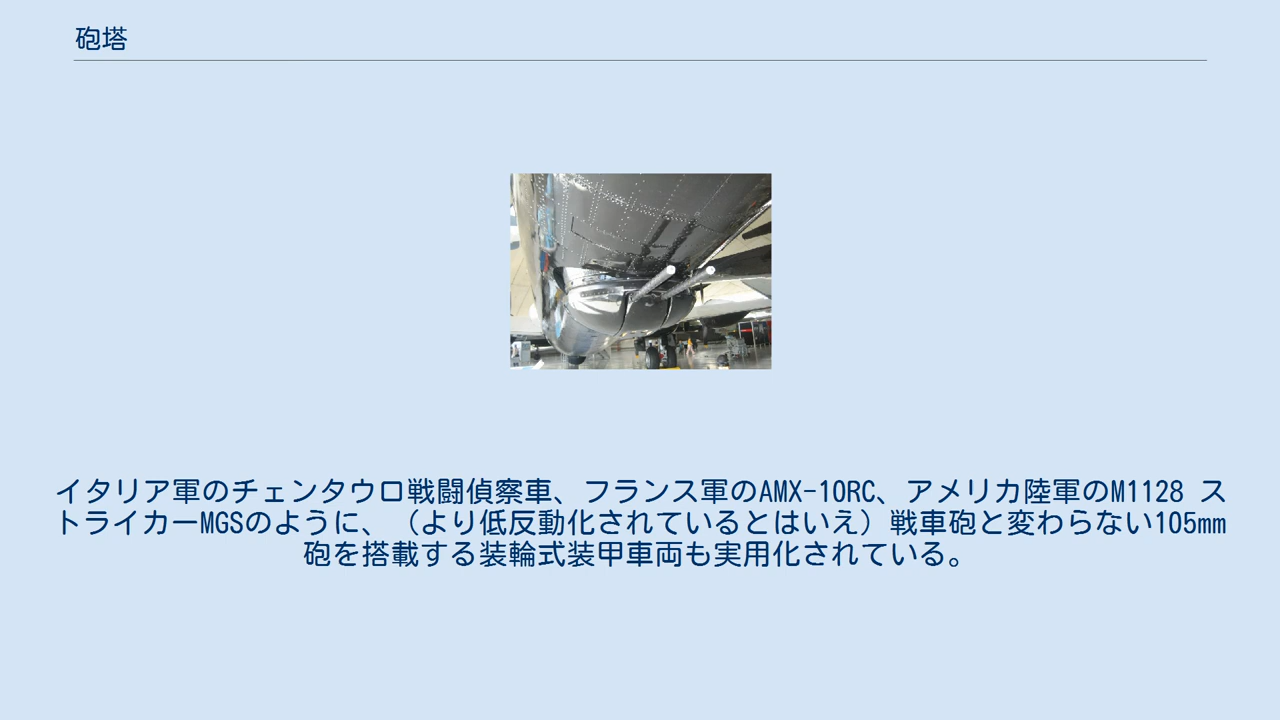 砲塔
イタリア軍のチェンタウロ戦闘偵察車、フランス軍のAMX-10RC、アメリカ陸軍のM1128 ス
トライカーMGSのように、（より低反動化されているとはいえ）戦車砲と変わらない105mm
砲を搭載する装輪式装甲車両も実用化されている。